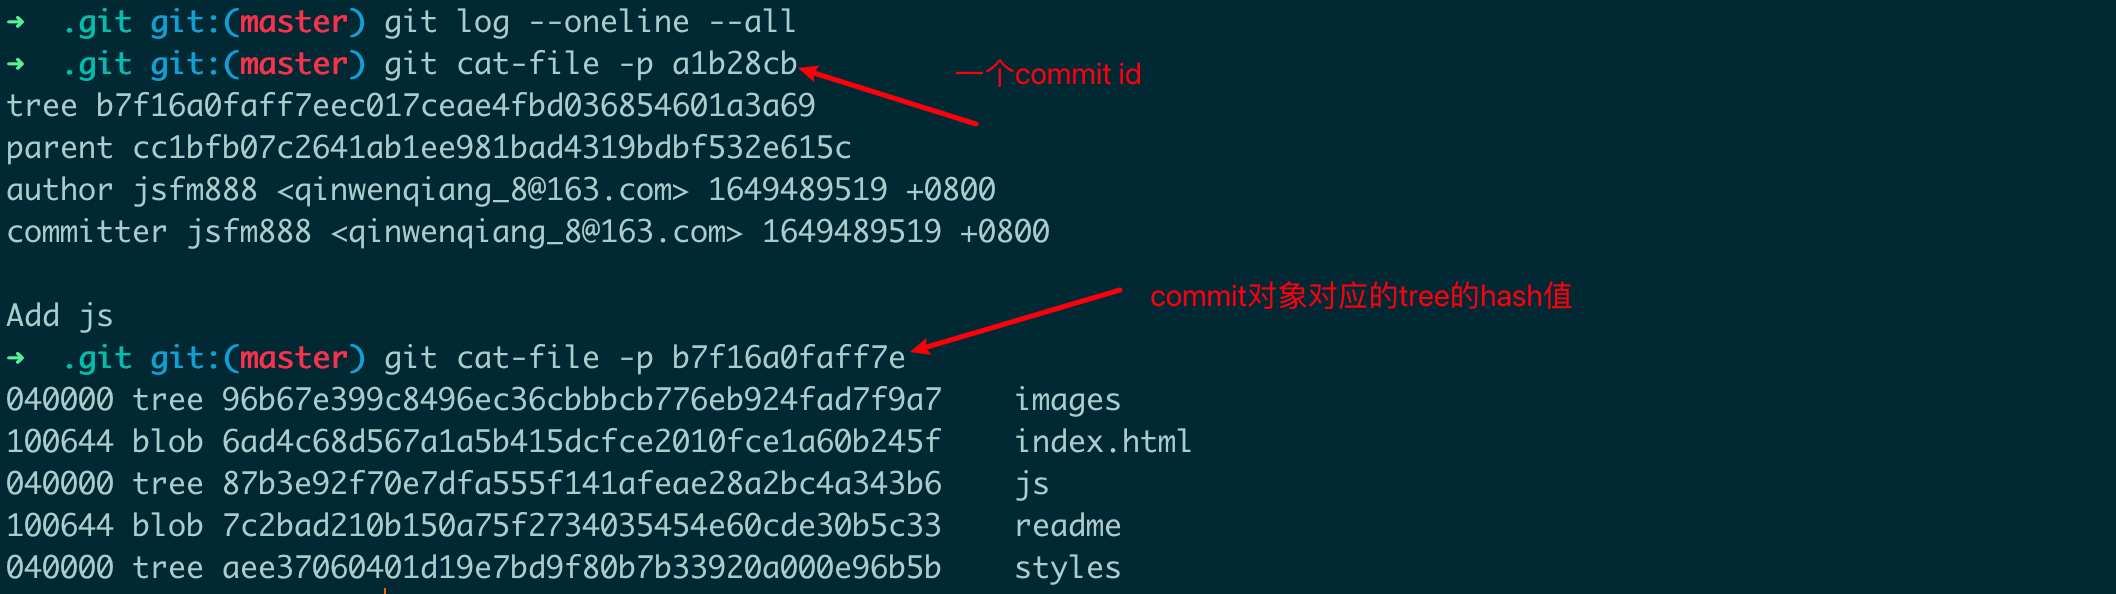 ➜ .git git:(master) git log --oneline --all
➜ .git git:(master) git cat-file -p a1b28cb
一个commit id
tree b7f16a0faff7eec017ceae4fbd036854601a3a69
parent cc1bfb07c2641ab1ee981bad4319bdbf532e615c
author jsfm888 <qinwenqiang_8@163.com> 1649489519 +0800
committer jsfm888 <qinwenqiang_8@163.com> 1649489519 +0800
commit对象对应的tree的hash值
Add js
➜ .git git:(master) git cat-file -p b7f16a0faff7e
040000 tree 96b67e399c8496ec36cbbbcb776eb924fad7f9a7 images
100644 blob 6ad4c68d567a1a5b415dcfce2010fce1a60b245f index.html
040000 tree 87b3e92f70e7dfa555f141afeae28a2bc4a343b6 js
100644 blob 7c2bad210b150a75f2734035454e60cde30b5c33 readme
040000 tree aee37060401d19e7bd9f80b7b33920a000e96b5b styles